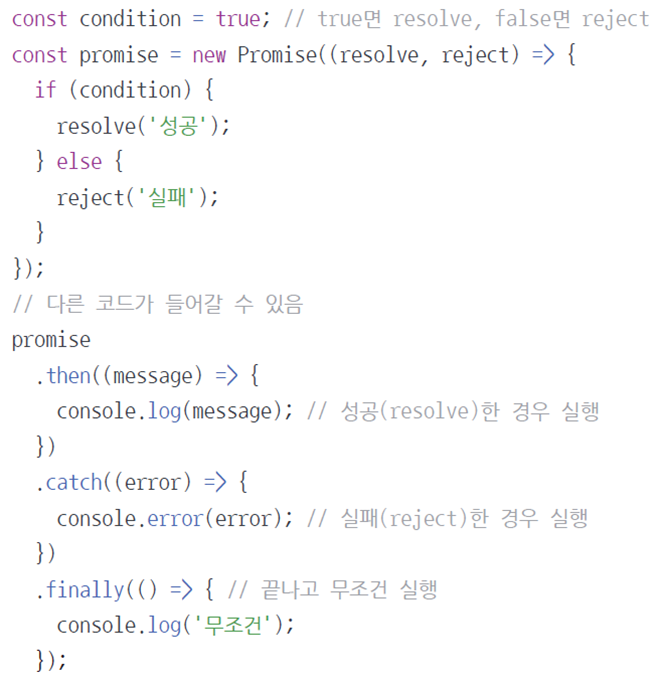 const condition = true; // true면 resolve, false면 reject
const promise = new Promise((resolve, reject) => {
  if (condition) {
    resolve('성공');
  } else {
    reject('실패');
  }
});
// 다른 코드가 들어갈 수 있음
promise
  .then((message) => {
    console.log(message); // 성공(resolve)한 경우 실행
  })
  .catch((error) => {
    console.error(error); // 실패(reject)한 경우 실행
  })
  .finally(() => { // 끝나고 무조건 실행
    console.log('무조건');
  });